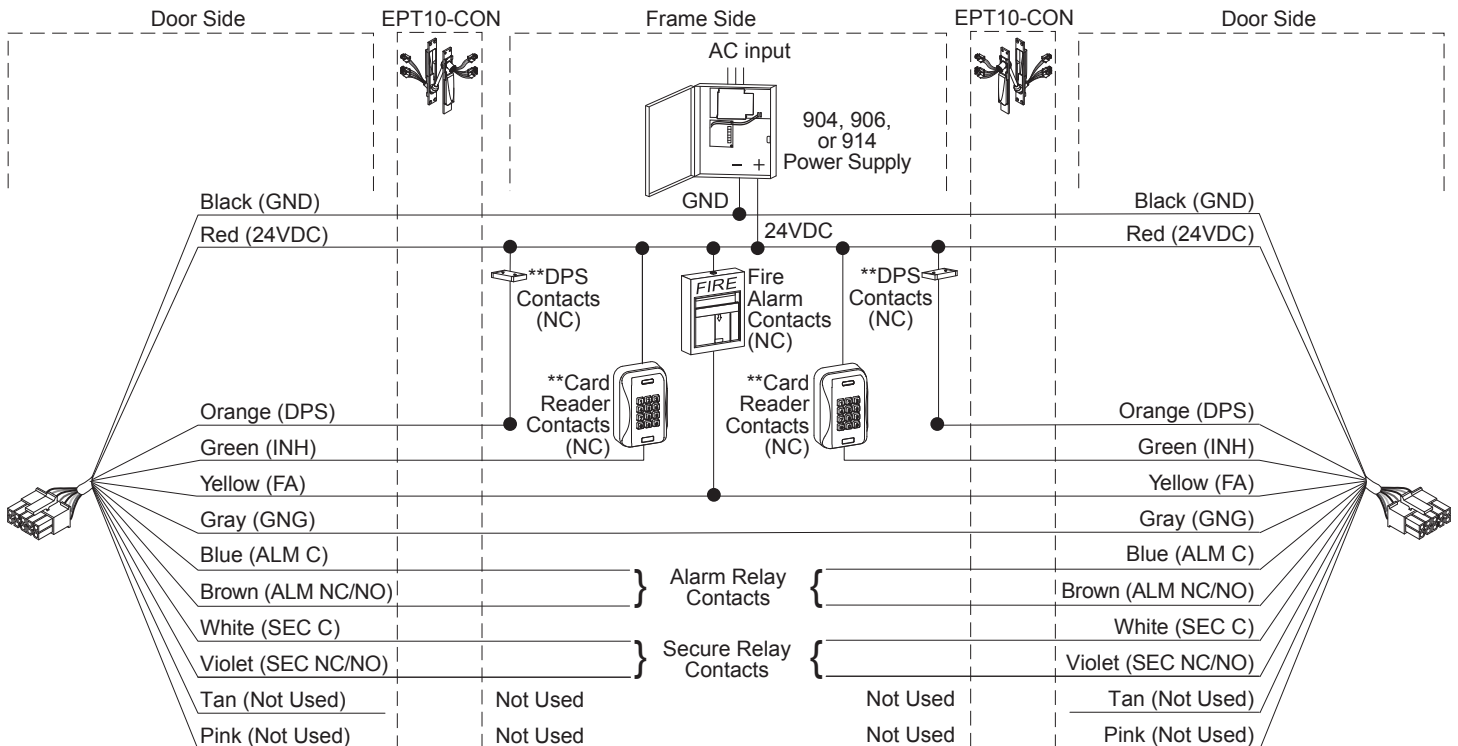 Door Side
EPT10-CON
Frame Side
EPT10-CON
Door Side
AC input
904, 906,
or 914
Power Supply
– +
Black (GND)
GND
Black (GND)
Red (24VDC)
24VDC
Red (24VDC)
**DPS
Contacts
(NC)
FIRE
Fire
Alarm
Contacts
(NC)
**DPS
Contacts
(NC)
**Card
Reader
Contacts
(NC)
**Card
Reader
Contacts
(NC)
Orange (DPS)
Orange (DPS)
Green (INH)
Green (INH)
Yellow (FA)
Yellow (FA)
Gray (GNG)
Gray (GNG)
Blue (ALM C)
Blue (ALM C)
Brown (ALM NC/NO)
} Alarm Relay {
Contacts
Brown (ALM NC/NO)
White (SEC C)
White (SEC C)
Violet (SEC NC/NO)
} Secure Relay {
Contacts
Violet (SEC NC/NO)
Tan (Not Used)
Not Used
Not Used
Tan (Not Used)
Pink (Not Used)
Not Used
Not Used
Pink (Not Used)